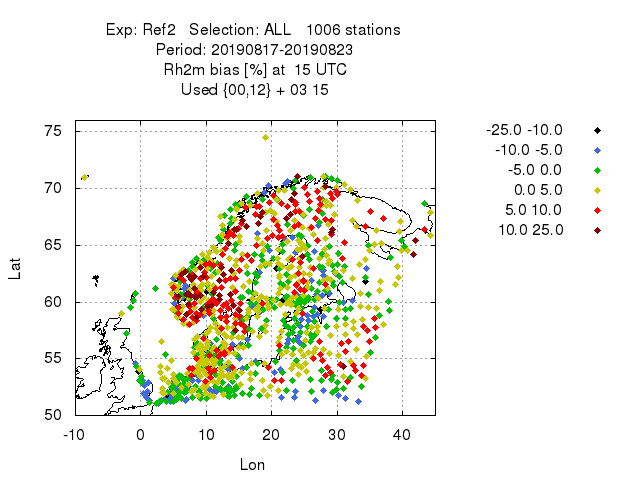 Exp: Ref2 Selection: ALL 1006 stations
Period: 20190817-20190823
Rh2m bias [%] at 15 UTC
Used {00,12} + 03 15
-25.0 -10.0
-10.0 -5.0
-5.0 0.0
0.0 5.0
5.0 10.0
10.0 25.0
75
70
65
60
55
50
Lat
-10 0 10 20 30 40
Lon